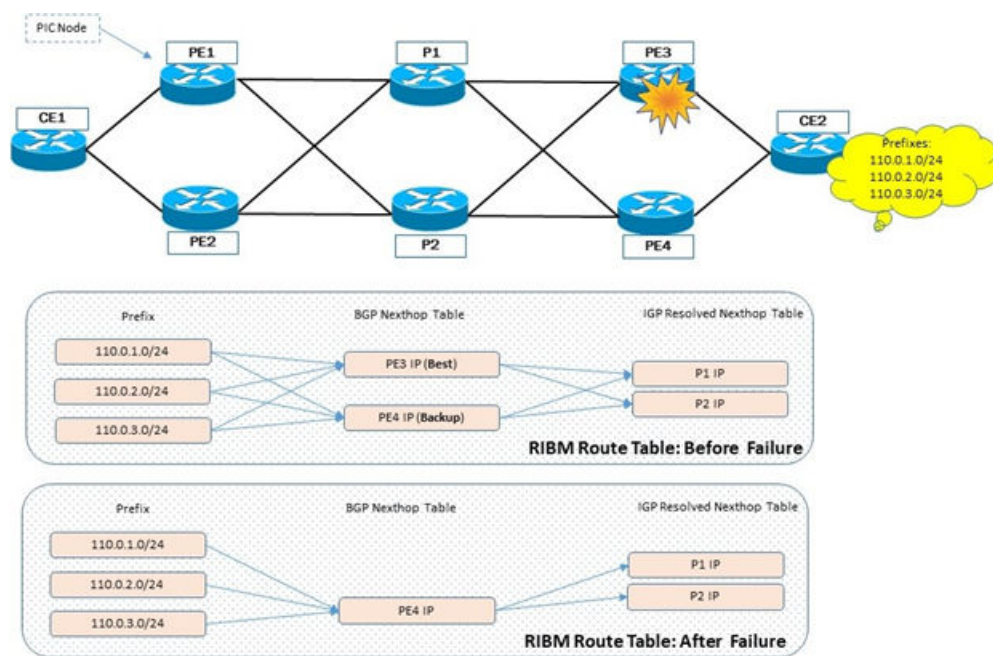 PIC Node
PE1
P1
PE3
CE1
CE2
Prefixes:
110.0.1.0/24
110.0.2.0/24
110.0.3.0/24
PE2
P2
PE4
Prefix
BGP Nexthop Table
IGP Resolved Nexthop Table
110.0.1.0/24
110.0.2.0/24
110.0.3.0/24
PE3 IP (Best)
PE4 IP (Backup)
P1 IP
P2 IP
RIBM Route Table: Before Failure
Prefix
BGP Nexthop Table
IGP Resolved Nexthop Table
110.0.1.0/24
110.0.2.0/24
110.0.3.0/24
PE4 IP
P1 IP
P2 IP
RIBM Route Table: After Failure